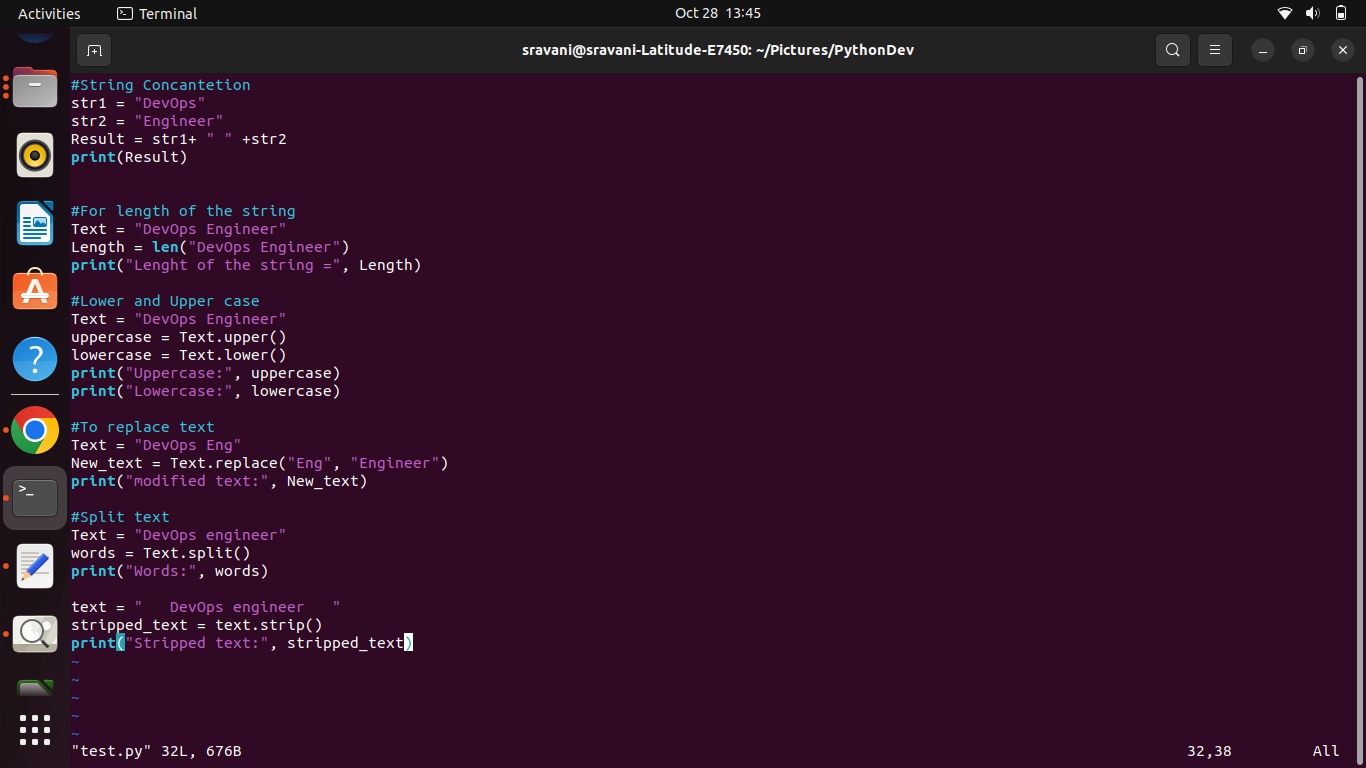 Activities
Terminal
Oct 28 13:45
sravani@sravani-Latitude-E7450: ~/Pictures/PythonDev
#String Concantetion
str1 = "DevOps"
str2 = "Engineer"
Result = str1+ " " +str2
print(Result)
#For length of the string
Text = "DevOps Engineer"
Length = len("DevOps Engineer")
print("Lenght of the string =", Length)
#Lower and Upper case
Text = "DevOps Engineer"
uppercase = Text.upper()
lowercase = Text.lower()
print("Uppercase:", uppercase)
print("Lowercase:", lowercase)
#To replace text
Text = "DevOps Eng"
New_text = Text.replace("Eng", "Engineer")
print("modified text:", New_text)
#Split text
Text = "DevOps engineer"
words = Text.split()
print("Words:", words)
text = "   DevOps engineer   "
stripped_text = text.strip()
print("Stripped text:", stripped_text)
~
~
~
~
~
"test.py" 32L, 676B
32,38
All